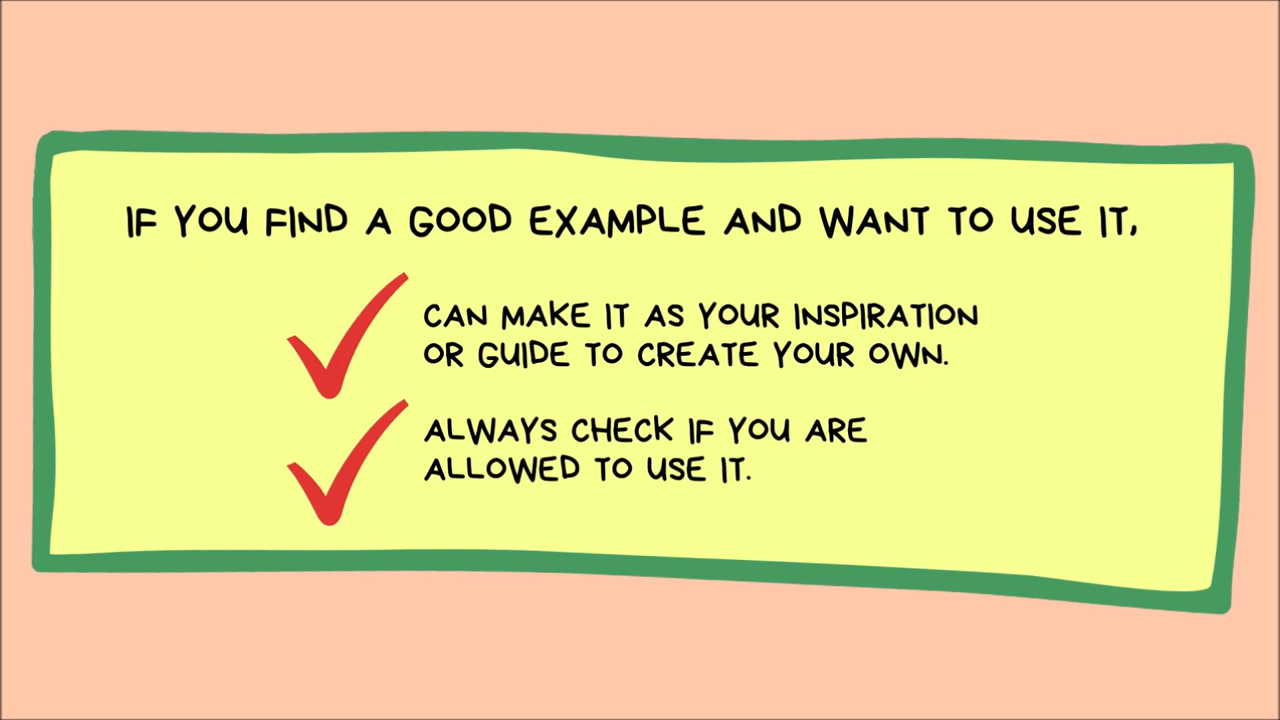 IF YOU FIND A GOOD EXAMPLE AND WANT TO USE IT,
CAN MAKE IT AS YOUR INSPIRATION
OR GUIDE TO CREATE YOUR OWN.
ALWAYS CHECK IF YOU ARE
ALLOWED TO USE IT.